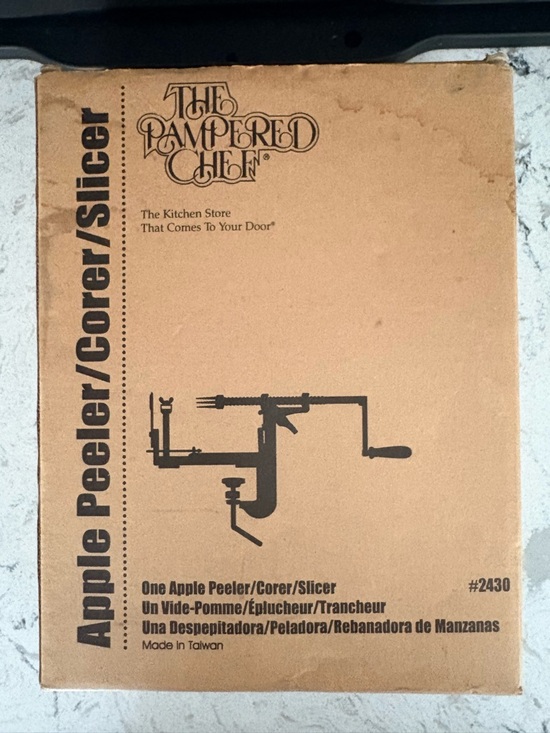 Apple Peeler/Corer/Slicer
THE
PAMPERED
CHEF®
The Kitchen Store
That Comes To Your Door®
One Apple Peeler/Corer/Slicer #2430
Un Vide-Pomme/Éplucheur/Trancheur
Una Despepitadora/Peladora/Rebanadora de Manzanas
Made in Taiwan